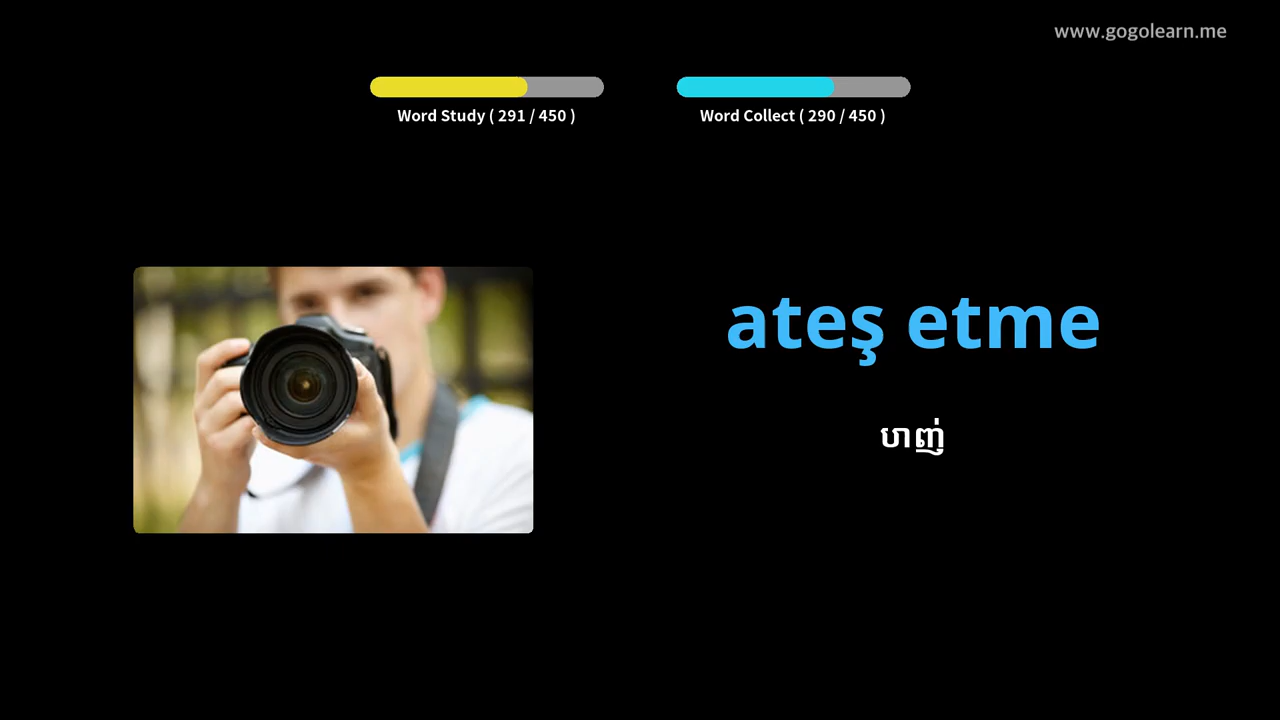 www.gogolearn.me
Word Study ( 291 / 450 )
Word Collect ( 290 / 450 )
ateş etme
បាញ់